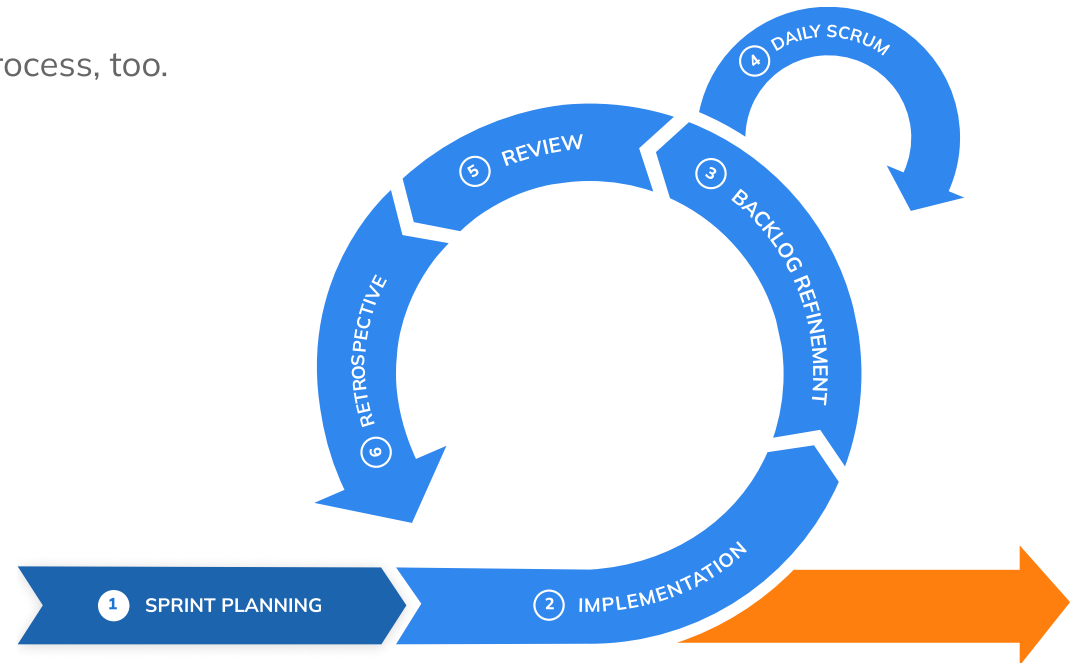 rocess, too.
4 DAILY SCRUM
5 REVIEW
3 BACKLOG REFINEMENT
6 RETROSPECTIVE
1 SPRINT PLANNING
2 IMPLEMENTATION